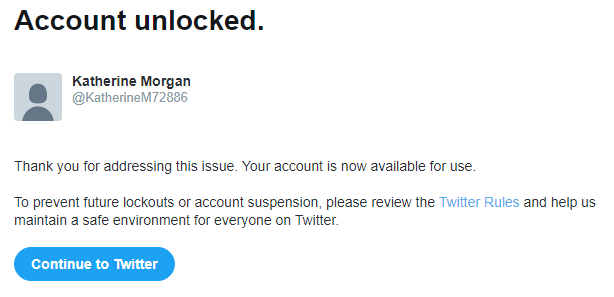 Account unlocked.
Katherine Morgan
@KatherineM72886
Thank you for addressing this issue. Your account is now available for use.
To prevent future lockouts or account suspension, please review the Twitter Rules and help us
maintain a safe environment for everyone on Twitter.
Continue to Twitter